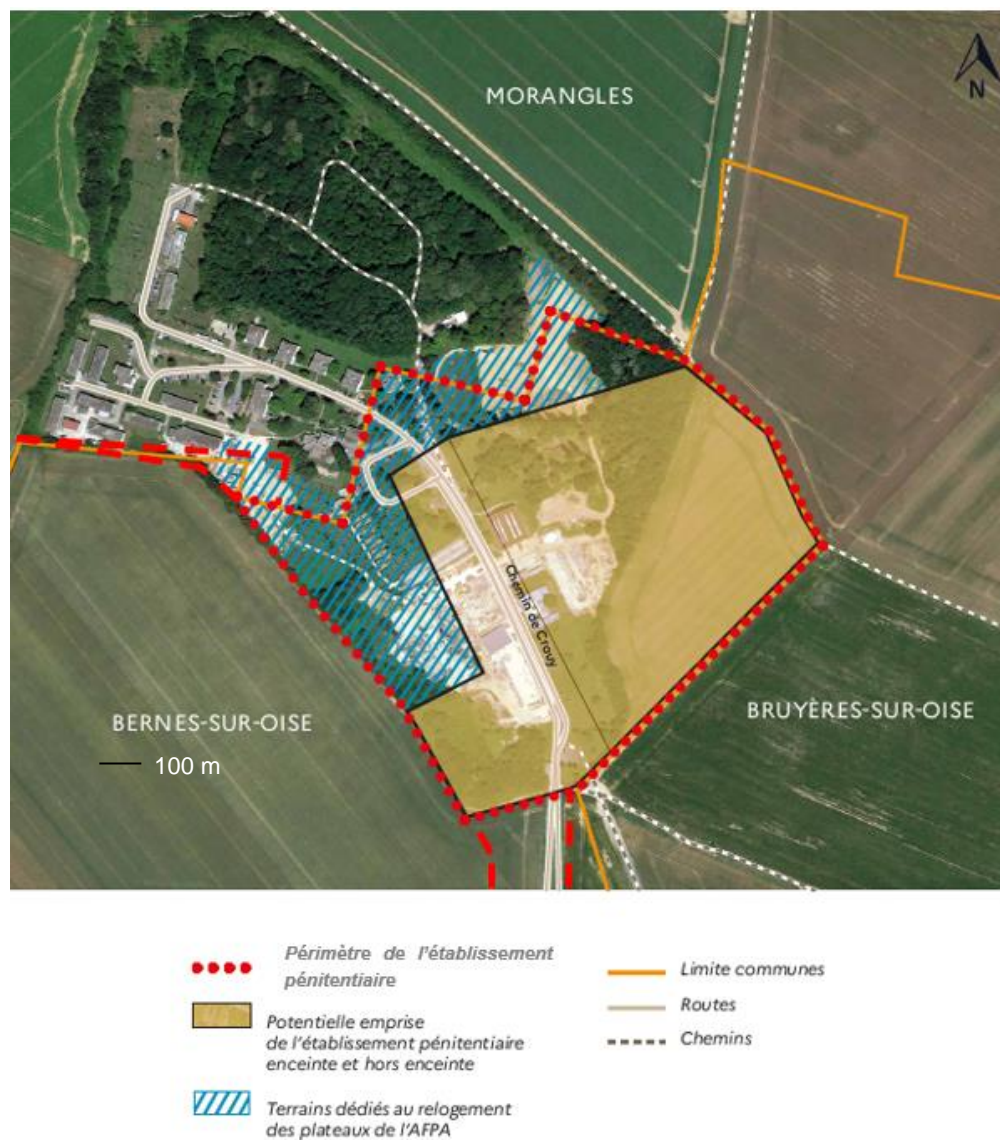 MORANGLES
N
Chemin de Crouy
BERNES-SUR-OISE
BRUYÈRES-SUR-OISE
100 m
Périmètre de l'établissement
pénitentiaire
Potentielle emprise
de l'établissement pénitentiaire
enceinte et hors enceinte
Terrains dédiés au relogement
des plateaux de l'AFPA
Limite communes
Routes
Chemins